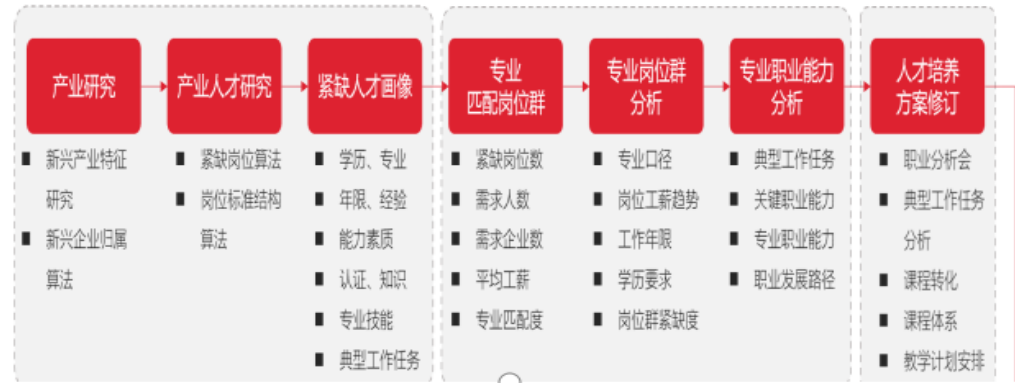 产业研究
新兴产业特征
研究
新兴企业归属
算法
产业人才研究
紧缺岗位算法
岗位标准结构
算法
紧缺人才画像
学历、专业
年限、经验
能力素质
认证、知识
专业技能
典型工作任务
专业
匹配岗位群
紧缺岗位数
需求人数
需求企业数
平均工薪
专业匹配度
专业岗位群
分析
专业口径
岗位工薪趋势
工作年限
学历要求
岗位群紧缺度
专业职业能力
分析
典型工作任务
关键职业能力
专业职业能力
职业发展路径
人才培养
方案修订
职业分析会
典型工作任务
分析
课程转化
课程体系
教学计划安排